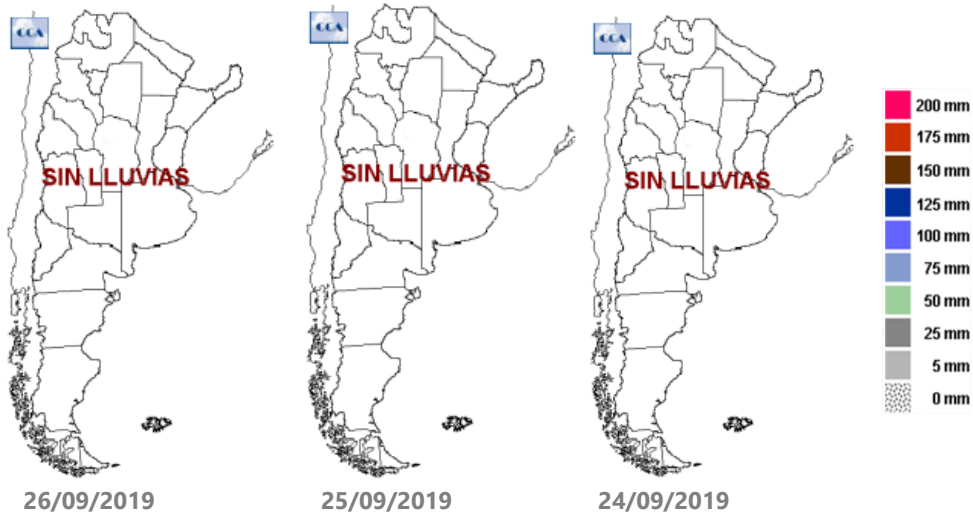 CCA
CCA
CCA
SIN LLUVIAS
SIN LLUVIAS
SIN LLUVIAS
200 mm
175 mm
150 mm
125 mm
100 mm
75 mm
50 mm
25 mm
5 mm
0 mm
26/09/2019
25/09/2019
24/09/2019